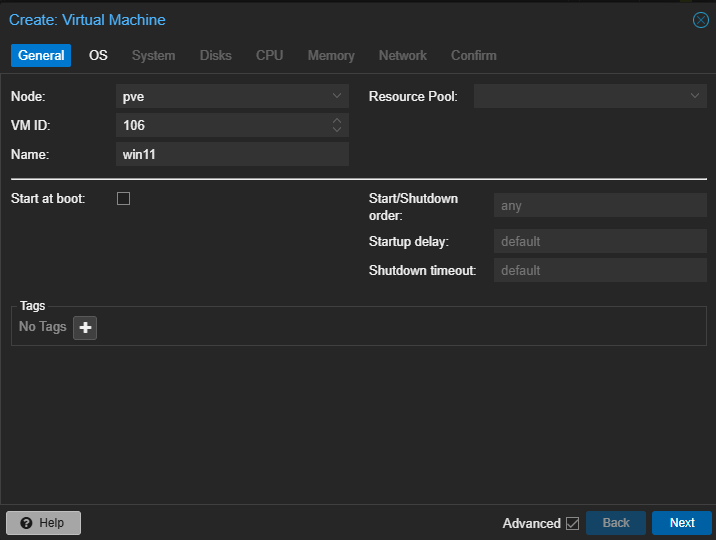 Create: Virtual Machine
General OS System Disks CPU Memory Network Confirm
Node: pve Resource Pool:
VM ID: 106
Name: win11
Start at boot: Start/Shutdown order: any
Startup delay: default
Shutdown timeout: default
Tags
No Tags
Help Advanced Back Next